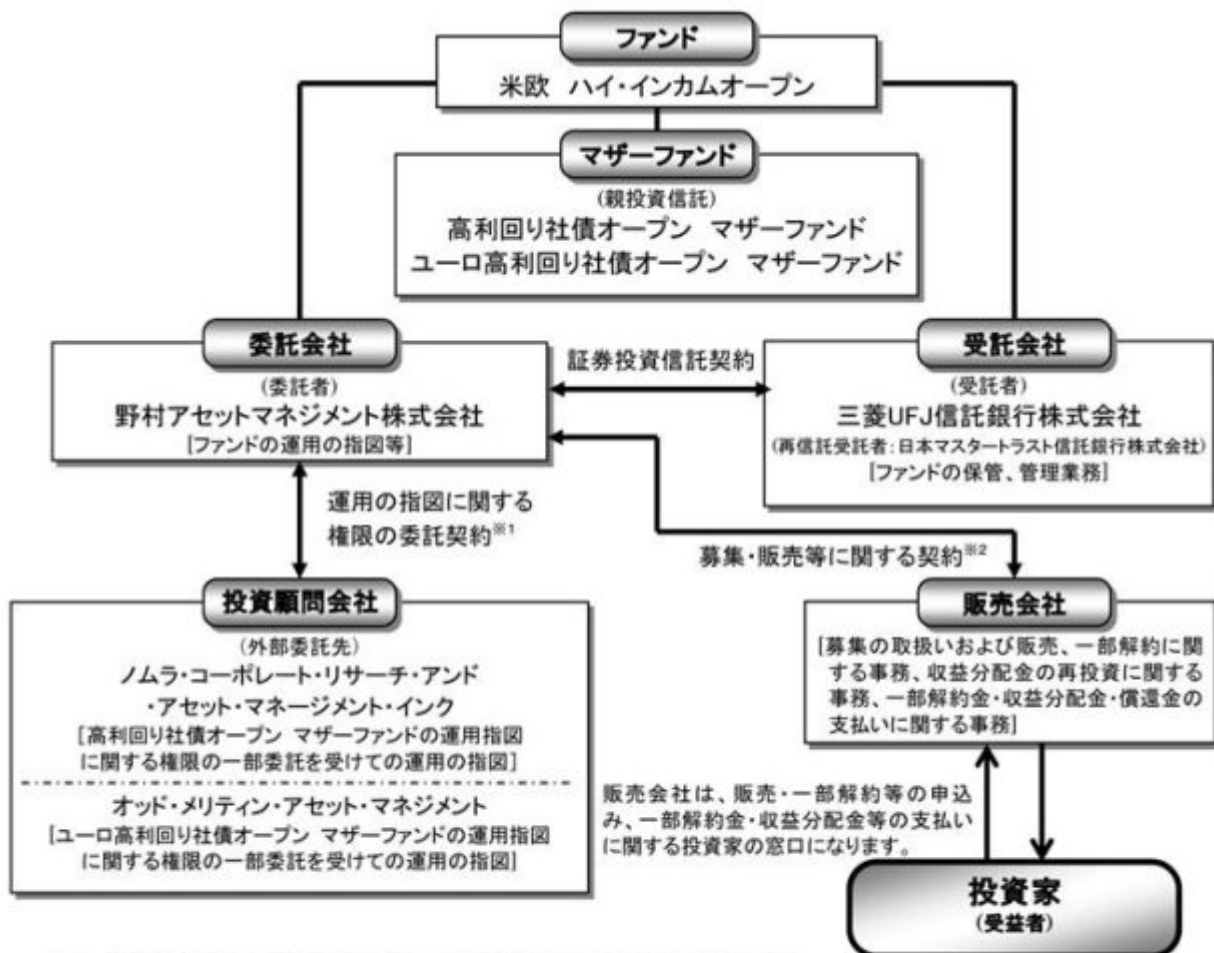 ファンド
米欧 ハイ・インカムオープン
マザーファンド
(親投資信託)
高利回り社債オープン マザーファンド
ユーロ高利回り社債オープン マザーファンド
委託会社
(委託者)
野村アセットマネジメント株式会社
[ファンドの運用の指図等]
証券投資信託契約
受託会社
(受託者)
三菱UFJ信託銀行株式会社
(再信託受託者:日本マスタートラスト信託銀行株式会社)
[ファンドの保管、管理業務]
運用の指図に関する
権限の委託契約※1
募集・販売等に関する契約※2
投資顧問会社
(外部委託先)
ノムラ・コーポレート・リサーチ・アンド
・アセット・マネージメント・インク
[高利回り社債オープン マザーファンドの運用指図
に関する権限の一部委託を受けての運用の指図]
オッド・メリティン・アセット・マネジメント
[ユーロ高利回り社債オープン マザーファンドの運用指図
に関する権限の一部委託を受けての運用の指図]
販売会社
[募集の取扱いおよび販売、一部解約に関
する事務、収益分配金の再投資に関する
事務、一部解約金・収益分配金・償還金の
支払いに関する事務]
販売会社は、販売・一部解約等の申込
み、一部解約金・収益分配金等の支払い
に関する投資家の窓口になります。
投資家
(受益者)